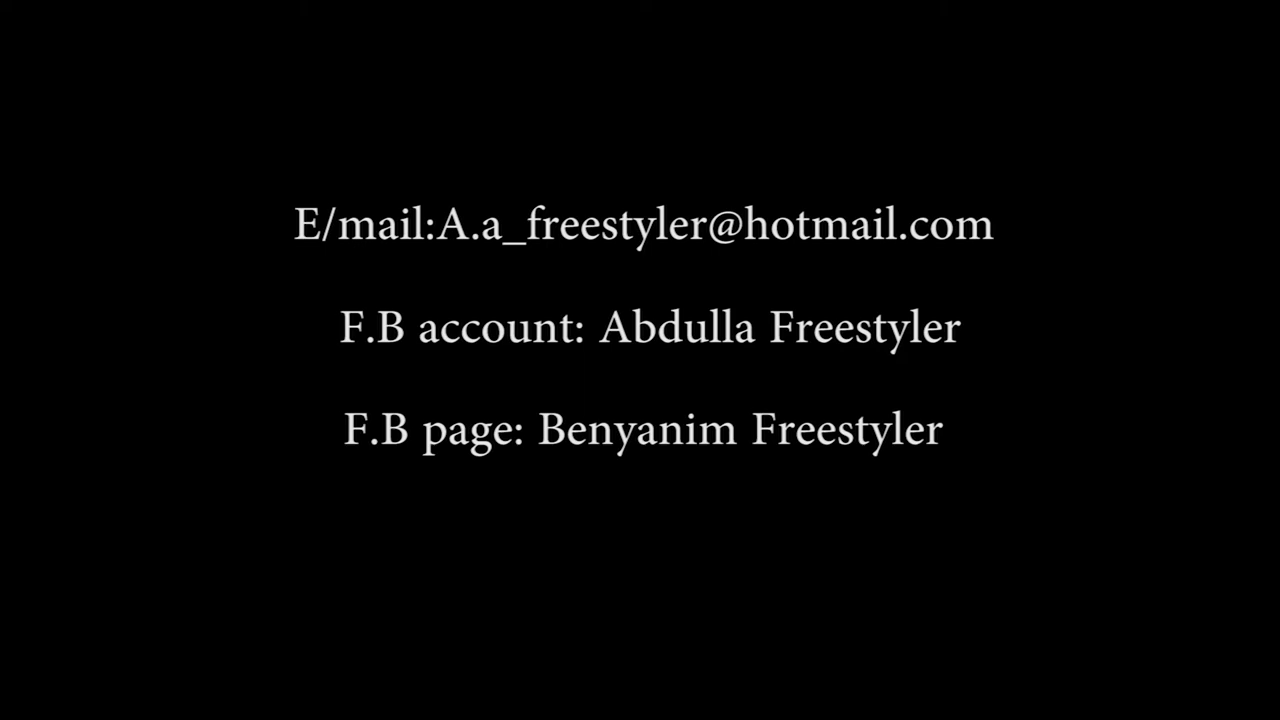 E/mail:A.a_freestyler@hotmail.com
F.B account: Abdulla Freestyler
F.B page: Benyanim Freestyler